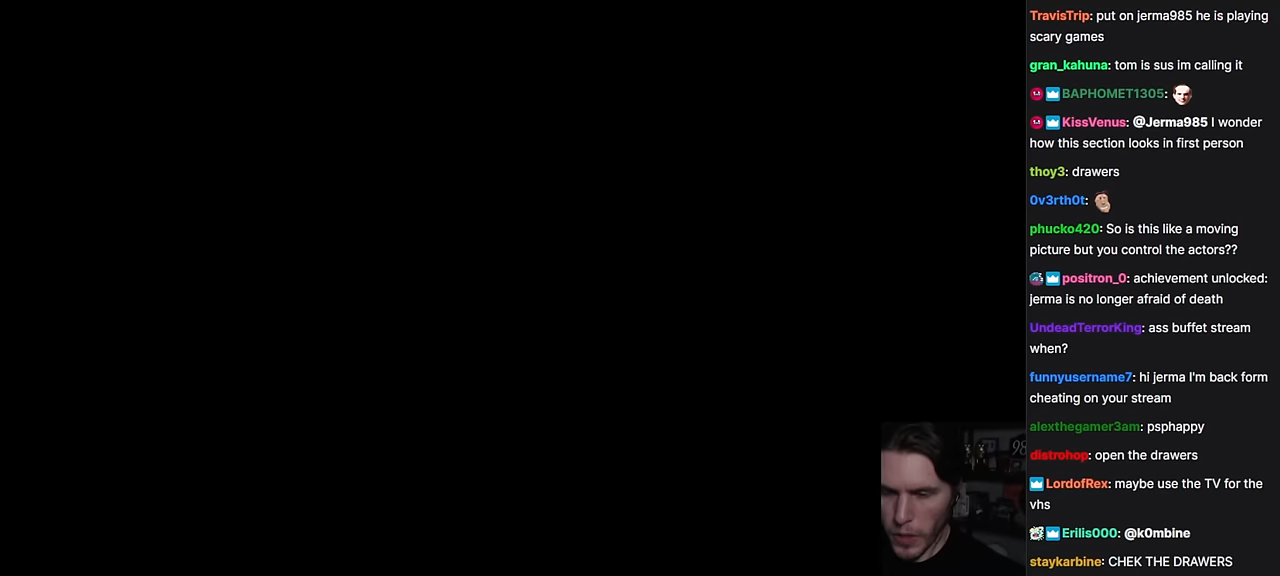 TravisTrip: put on jerma985 he is playing
scary games
gran_kahuna: tom is sus im calling it
BAPHOMET1305:
KissVenus: @Jerma985 I wonder
how this section looks in first person
thoy3: drawers
0v3rth0t:
phucko420: So is this like a moving
picture but you control the actors??
positron_0: achievement unlocked:
jerma is no longer afraid of death
UndeadTerrorKing: ass buffet stream
when?
funnyusername7: hi jerma I'm back form
cheating on your stream
98
alexthegamer3am: psphappy
distrohop: open the drawers
LordofRex: maybe use the TV for the
vhs
Erilis000: @k0mbine
staykarbine: CHEK THE DRAWERS